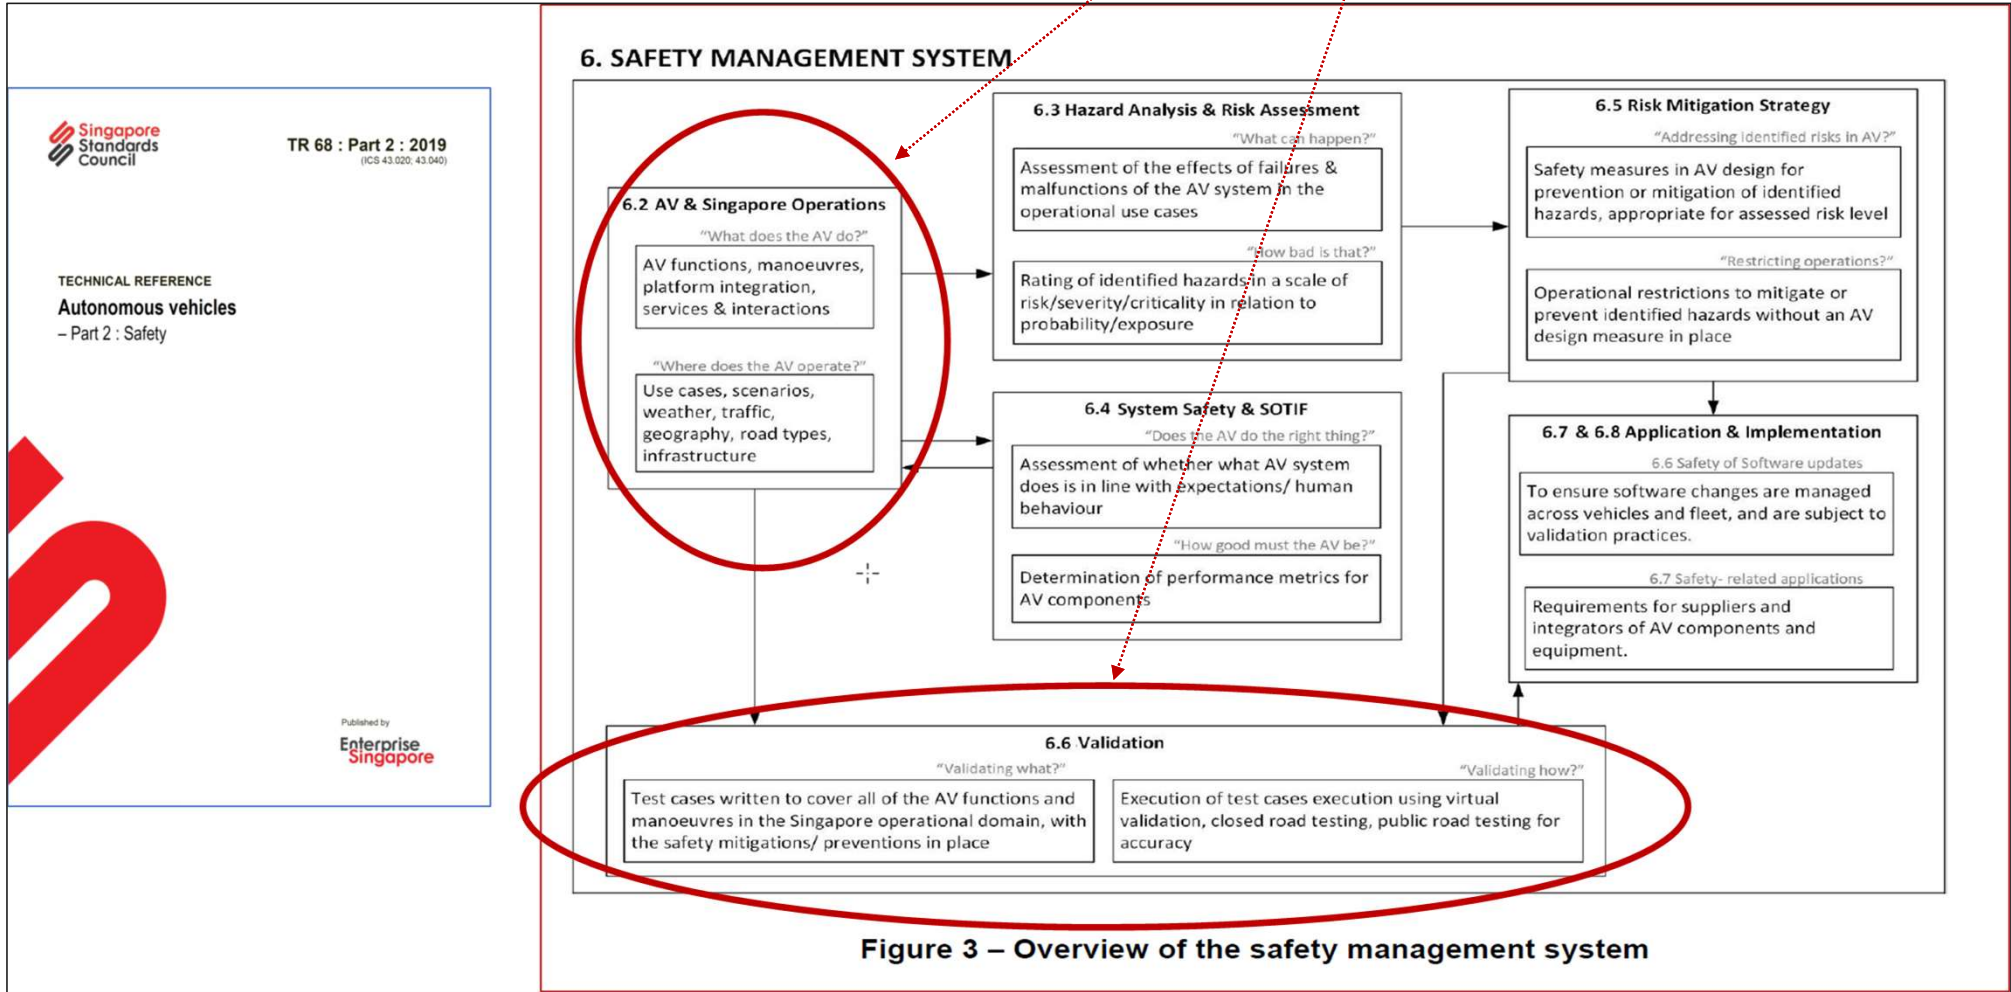 Singapore
Standards
Council
TR 68 : Part 2 : 2019
(ICS 43.020; 43.040)
TECHNICAL REFERENCE
Autonomous vehicles
– Part 2 : Safety
Published by
Enterprise
Singapore
6. SAFETY MANAGEMENT SYSTEM
6.2 AV & Singapore Operations
"What does the AV do?"
AV functions, manoeuvres,
platform integration,
services & interactions
"Where does the AV operate?"
Use cases, scenarios,
weather, traffic,
geography, road types,
infrastructure
6.3 Hazard Analysis & Risk Assessment
"What can happen?"
Assessment of the effects of failures &
malfunctions of the AV system in the
operational use cases
"How bad is that?"
Rating of identified hazards in a scale of
risk/severity/criticality in relation to
probability/exposure
6.4 System Safety & SOTIF
"Does the AV do the right thing?"
Assessment of whether what AV system
does is in line with expectations/ human
behaviour
"How good must the AV be?"
Determination of performance metrics for
AV components
6.5 Risk Mitigation Strategy
"Addressing identified risks in AV?"
Safety measures in AV design for
prevention or mitigation of identified
hazards, appropriate for assessed risk level
"Restricting operations?"
Operational restrictions to mitigate or
prevent identified hazards without an AV
design measure in place
6.7 & 6.8 Application & Implementation
6.6 Safety of Software updates
To ensure software changes are managed
across vehicles and fleet, and are subject to
validation practices.
6.7 Safety- related applications
Requirements for suppliers and
integrators of AV components and
equipment.
6.6 Validation
"Validating what?"
Test cases written to cover all of the AV functions and
manoeuvres in the Singapore operational domain, with
the safety mitigations/ preventions in place
"Validating how?"
Execution of test cases execution using virtual
validation, closed road testing, public road testing for
accuracy
Figure 3 – Overview of the safety management system